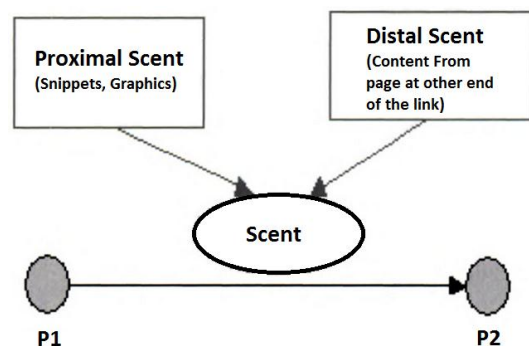 Proximal Scent
(Snippets, Graphics)
Distal Scent
(Content From
page at other end
of the link)
Scent
P1
P2